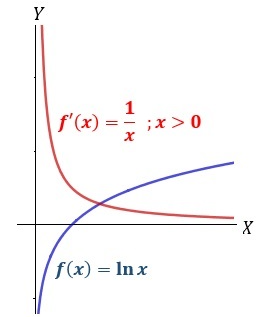 Y
f'(x) = 1/x ; x > 0
X
f(x) = ln x